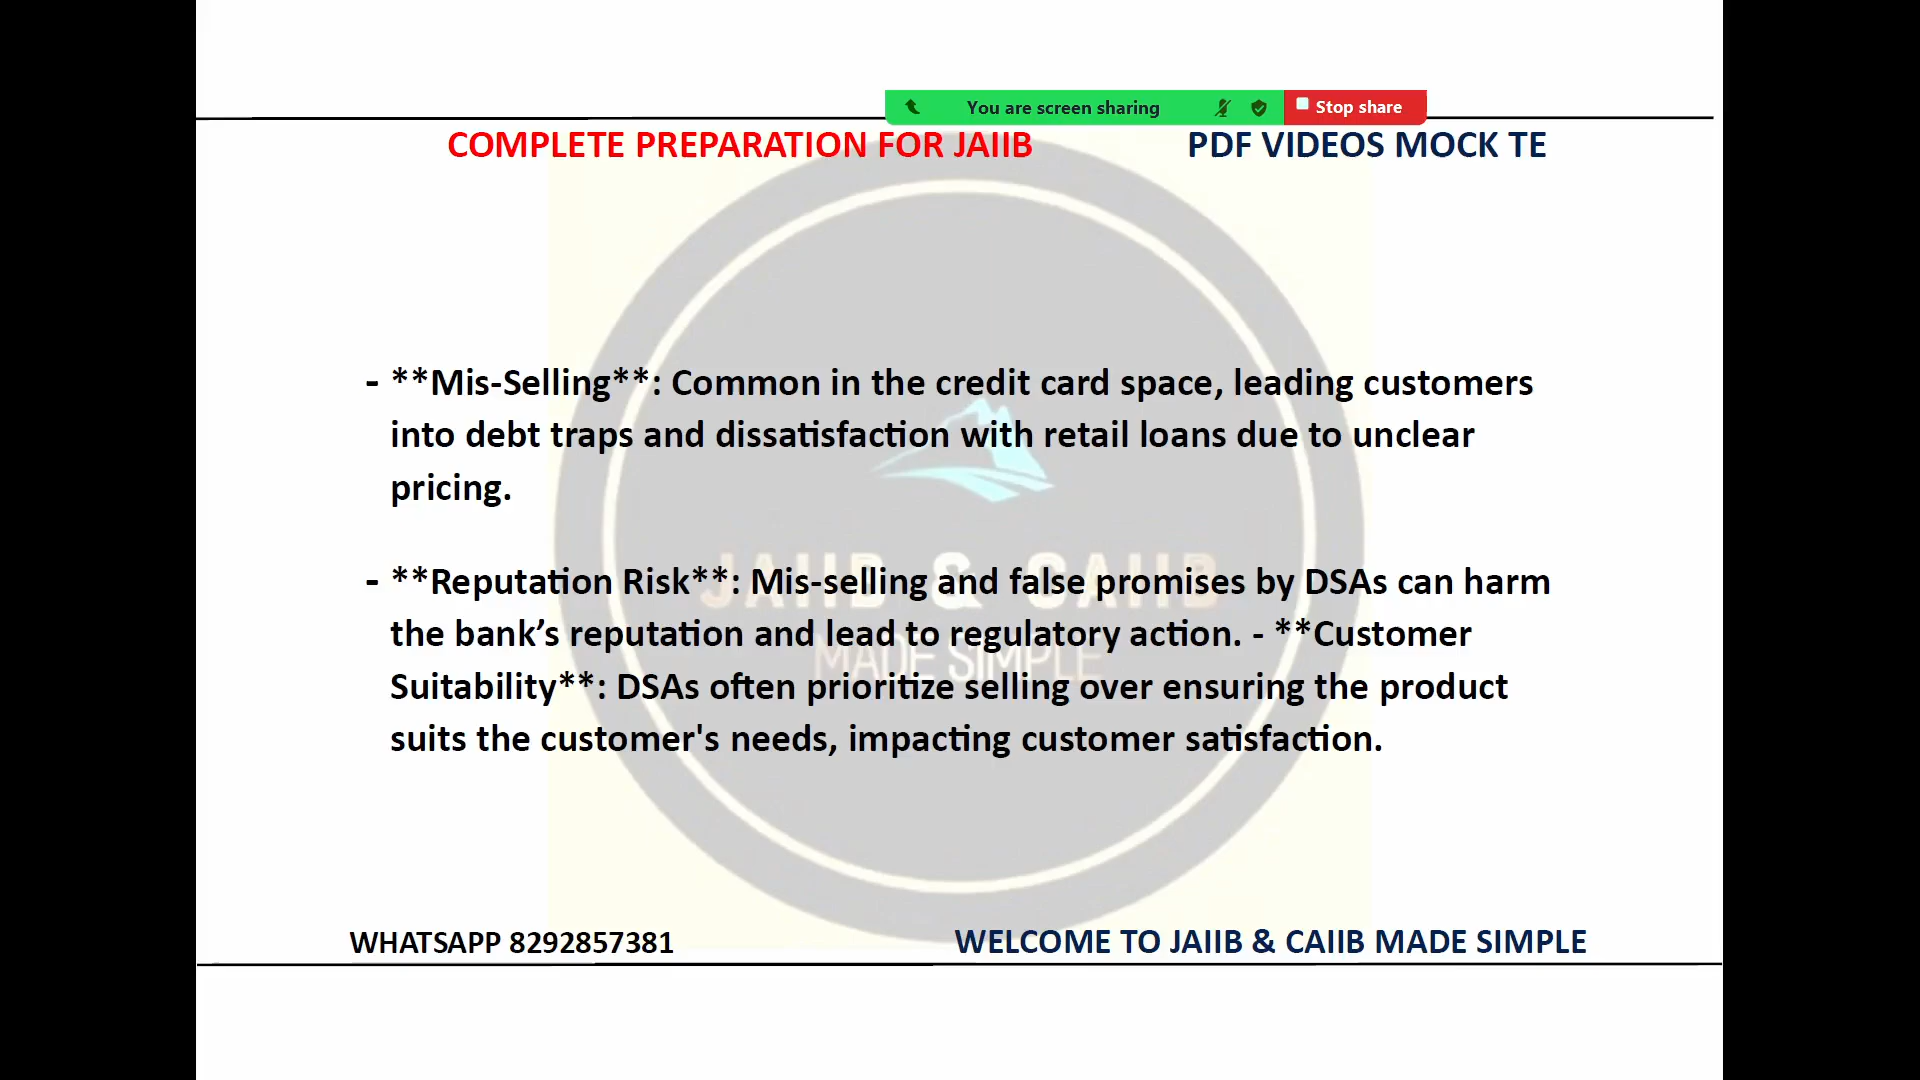 You are screen sharing
Stop share
COMPLETE PREPARATION FOR JAIIB
PDF VIDEOS MOCK TE
- **Mis-Selling**: Common in the credit card space, leading customers
into debt traps and dissatisfaction with retail loans due to unclear
pricing.
- **Reputation Risk**: Mis-selling and false promises by DSAs can harm
the bank’s reputation and lead to regulatory action. - **Customer
Suitability**: DSAs often prioritize selling over ensuring the product
suits the customer's needs, impacting customer satisfaction.
JAIIB & CAIIB
MADE SIMPLE
WHATSAPP 8292857381
WELCOME TO JAIIB & CAIIB MADE SIMPLE